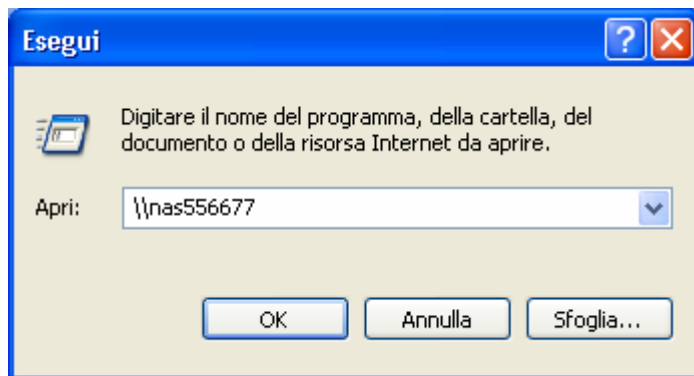 Esegui
Digitare il nome del programma, della cartella, del
documento o della risorsa Internet da aprire.
Apri: \\nas556677
OK Annulla Sfoglia...